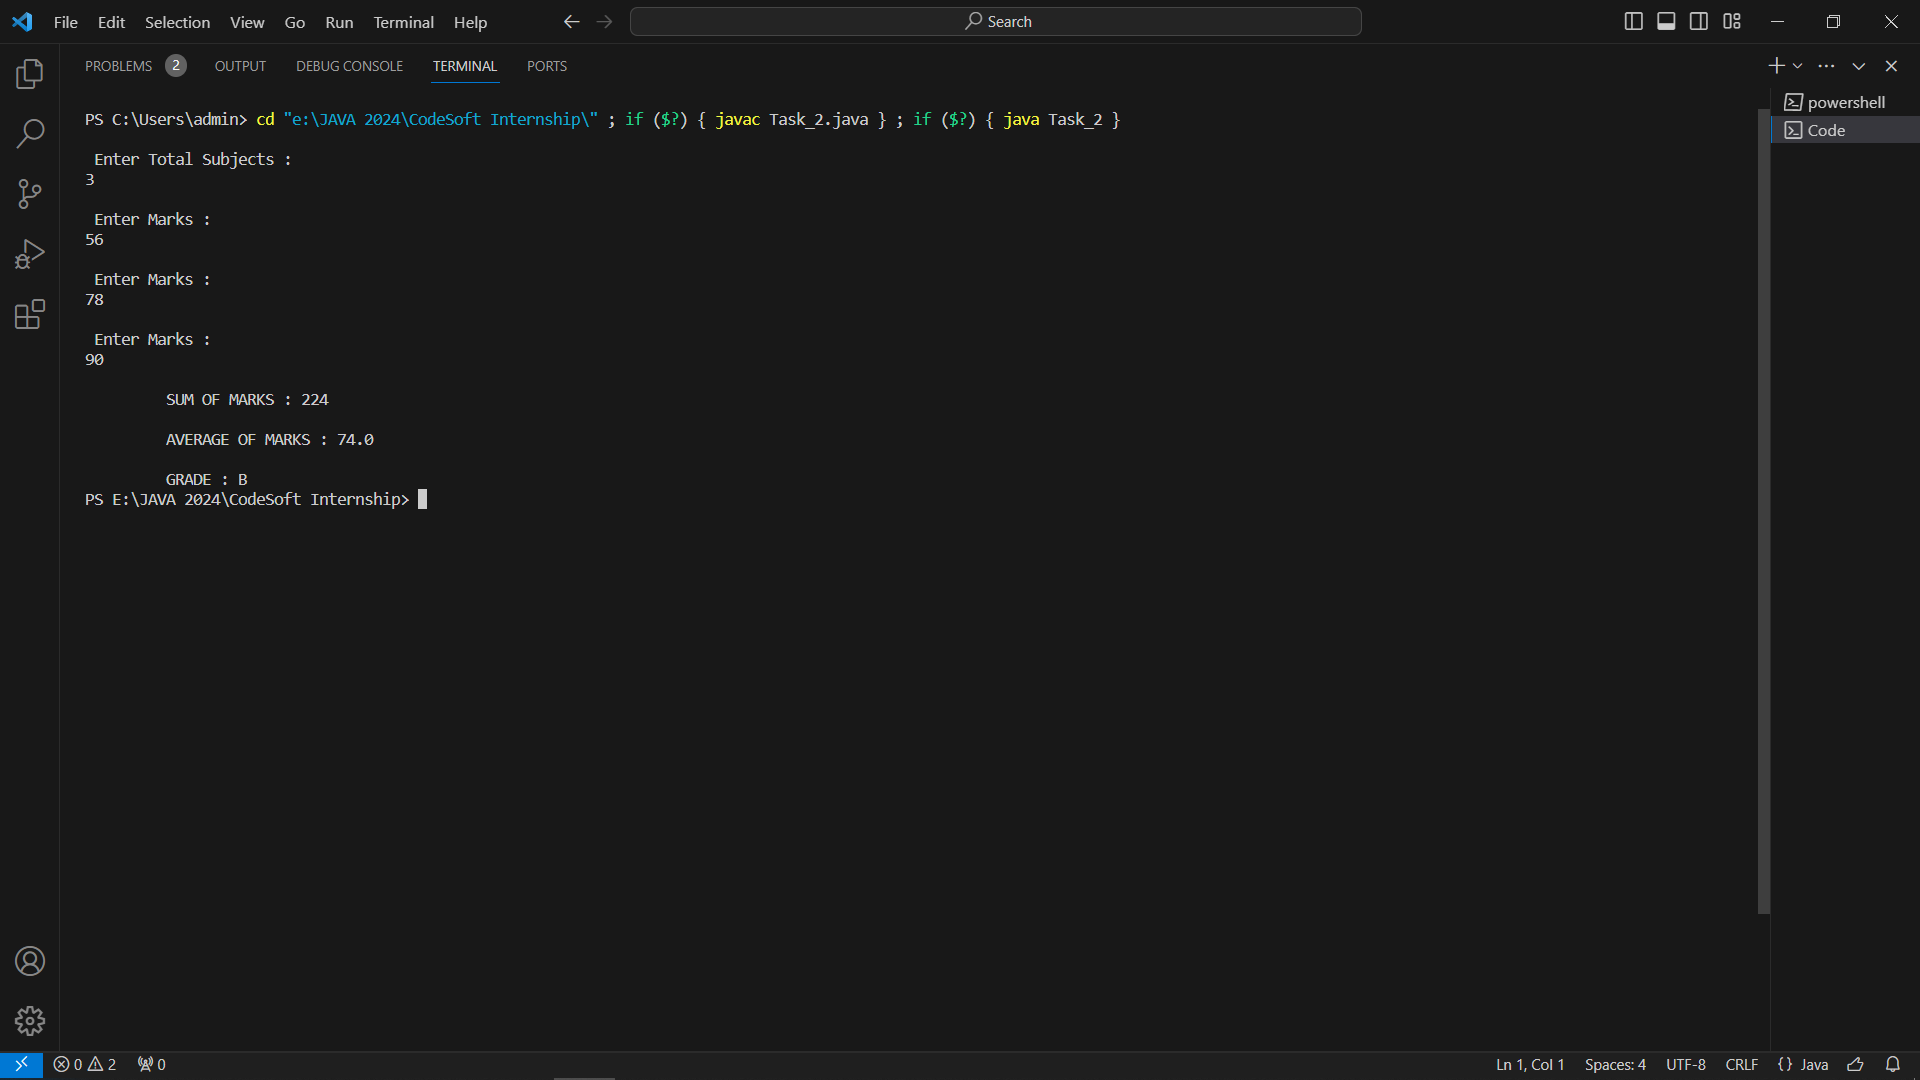 File Edit Selection View Go Run Terminal Help Search
PROBLEMS 2 OUTPUT DEBUG CONSOLE TERMINAL PORTS
PS C:\Users\admin> cd "e:\JAVA 2024\CodeSoft Internship\" ; if ($?) { javac Task_2.java } ; if ($?) { java Task_2 }
Enter Total Subjects :
3
Enter Marks :
56
Enter Marks :
78
Enter Marks :
90
SUM OF MARKS : 224
AVERAGE OF MARKS : 74.0
GRADE : B
PS E:\JAVA 2024\CodeSoft Internship>
powershell
Code
0 2 0 Ln 1, Col 1 Spaces: 4 UTF-8 CRLF {} Java